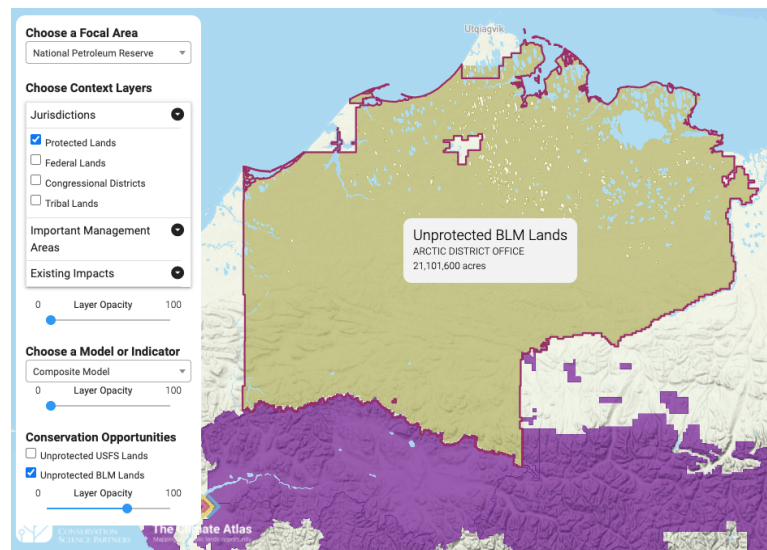 Choose a Focal Area
National Petroleum Reserve
Choose Context Layers
Jurisdictions
Protected Lands
Federal Lands
Congressional Districts
Tribal Lands
Important Management
Areas
Existing Impacts
0 Layer Opacity 100
Choose a Model or Indicator
Composite Model
0 Layer Opacity 100
Conservation Opportunities
Unprotected USFS Lands
Unprotected BLM Lands
0 Layer Opacity 100
Utqiagvik
Unprotected BLM Lands
ARCTIC DISTRICT OFFICE
21,101,600 acres
CONSERVATION
SCIENCE PARTNERS
The Climate Atlas